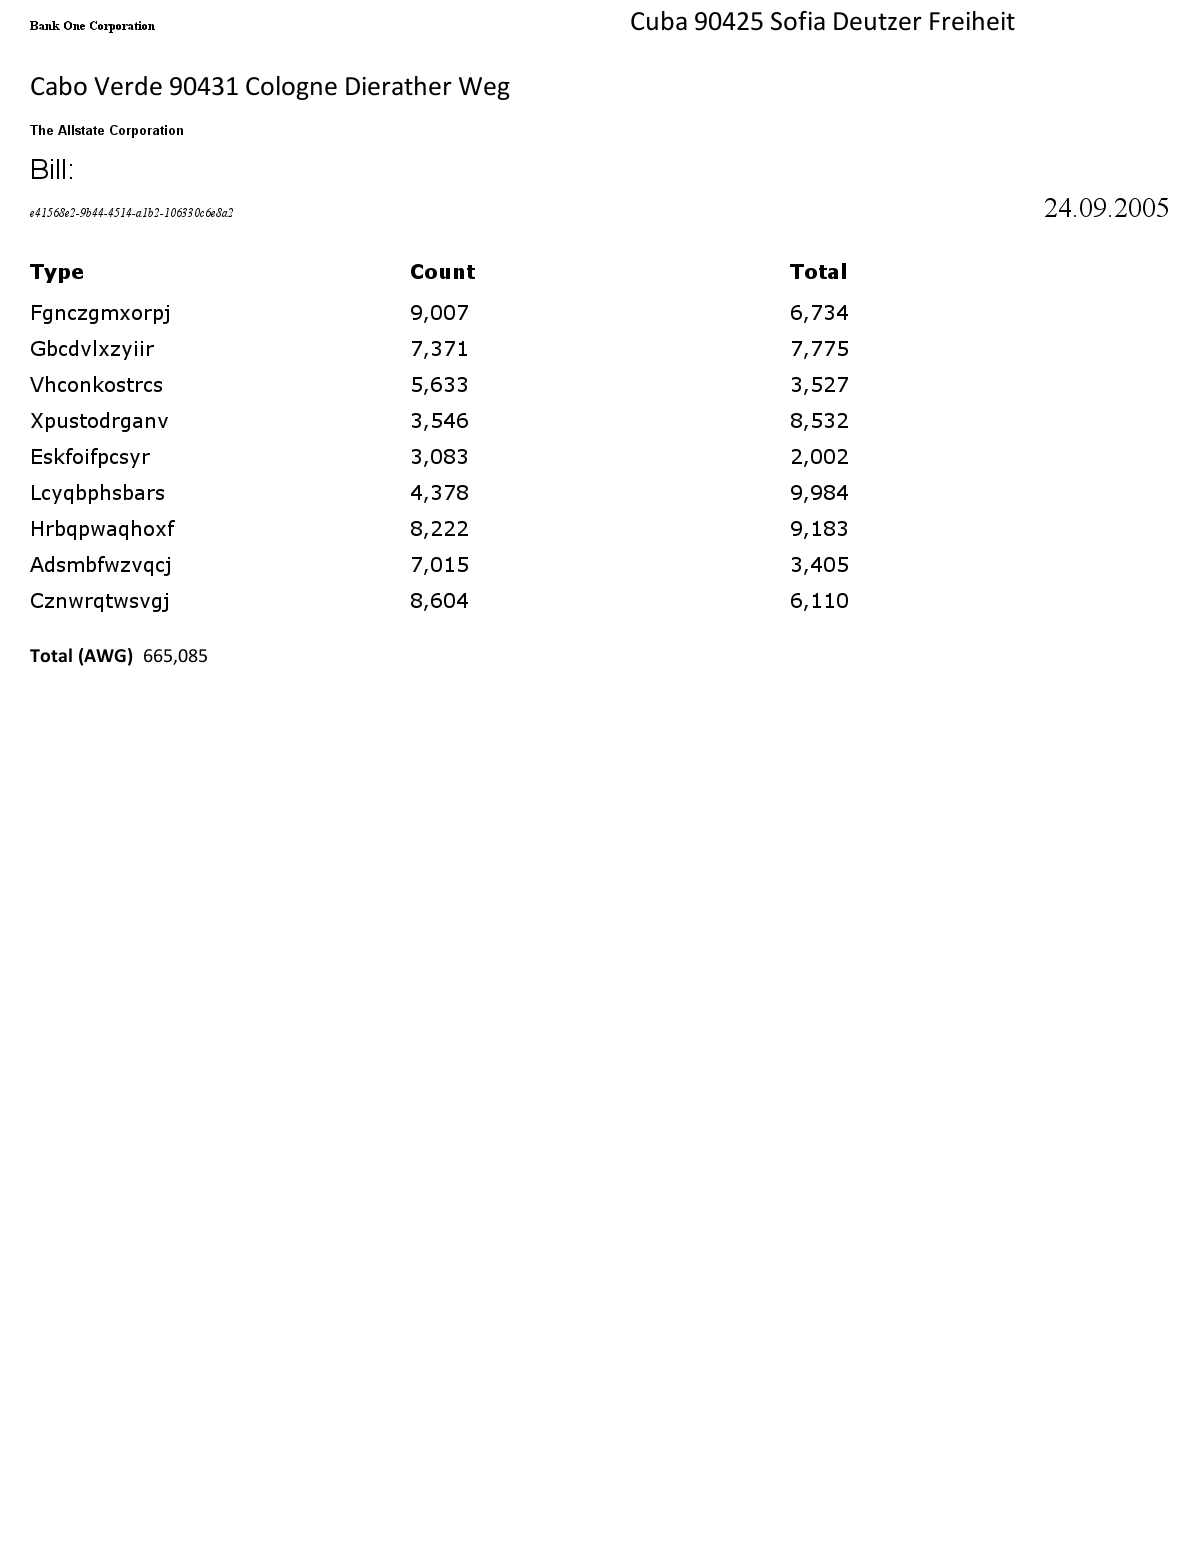 Bank One Corporation Cuba 90425 Sofia Deutzer Freiheit
Cabo Verde 90431 Cologne Dierather Weg
The Allstate Corporation
Bill:
e41568e2-9b44-4514-a1b2-106330c6e8a2 24.09.2005
Type Count Total
Fgnczgmxorpj 9,007 6,734
Gbcdvlxzyiir 7,371 7,775
Vhconkostrcs 5,633 3,527
Xpustodrganv 3,546 8,532
Eskfoifpcsyr 3,083 2,002
Lcyqbphsbars 4,378 9,984
Hrbqpwaqhoxf 8,222 9,183
Adsmbfwzvqcj 7,015 3,405
Cznwrqtwsvgj 8,604 6,110
Total (AWG) 665,085